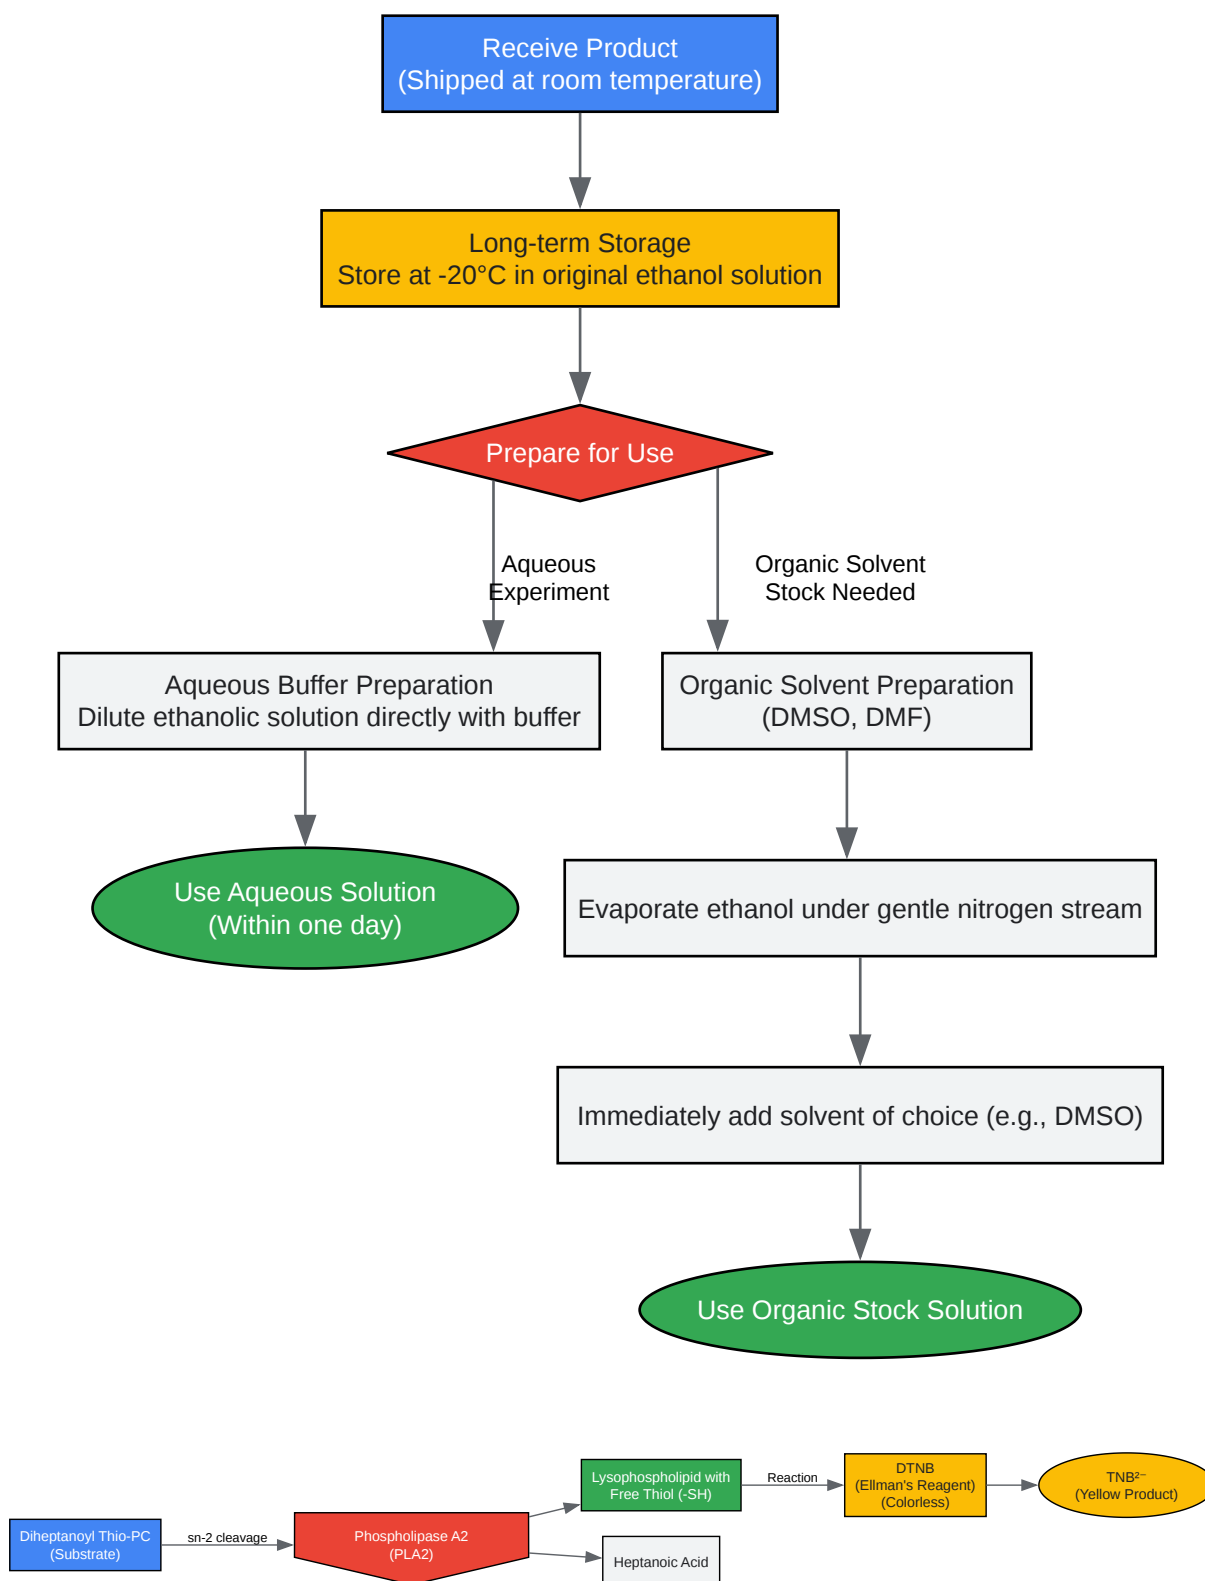 Receive Product
(Shipped at room temperature)
Long-term Storage
Store at -20°C in original ethanol solution
Prepare for Use
Aqueous
Experiment
Organic Solvent
Stock Needed
Aqueous Buffer Preparation
Dilute ethanolic solution directly with buffer
Organic Solvent Preparation
(DMSO, DMF)
Use Aqueous Solution
(Within one day)
Evaporate ethanol under gentle nitrogen stream
Immediately add solvent of choice (e.g., DMSO)
Use Organic Stock Solution
Diheptanoyl Thio-PC
(Substrate)
sn-2 cleavage
Phospholipase A2
(PLA2)
Lysophospholipid with
Free Thiol (-SH)
Heptanoic Acid
Reaction
DTNB
(Ellman's Reagent)
(Colorless)
TNB²⁻
(Yellow Product)